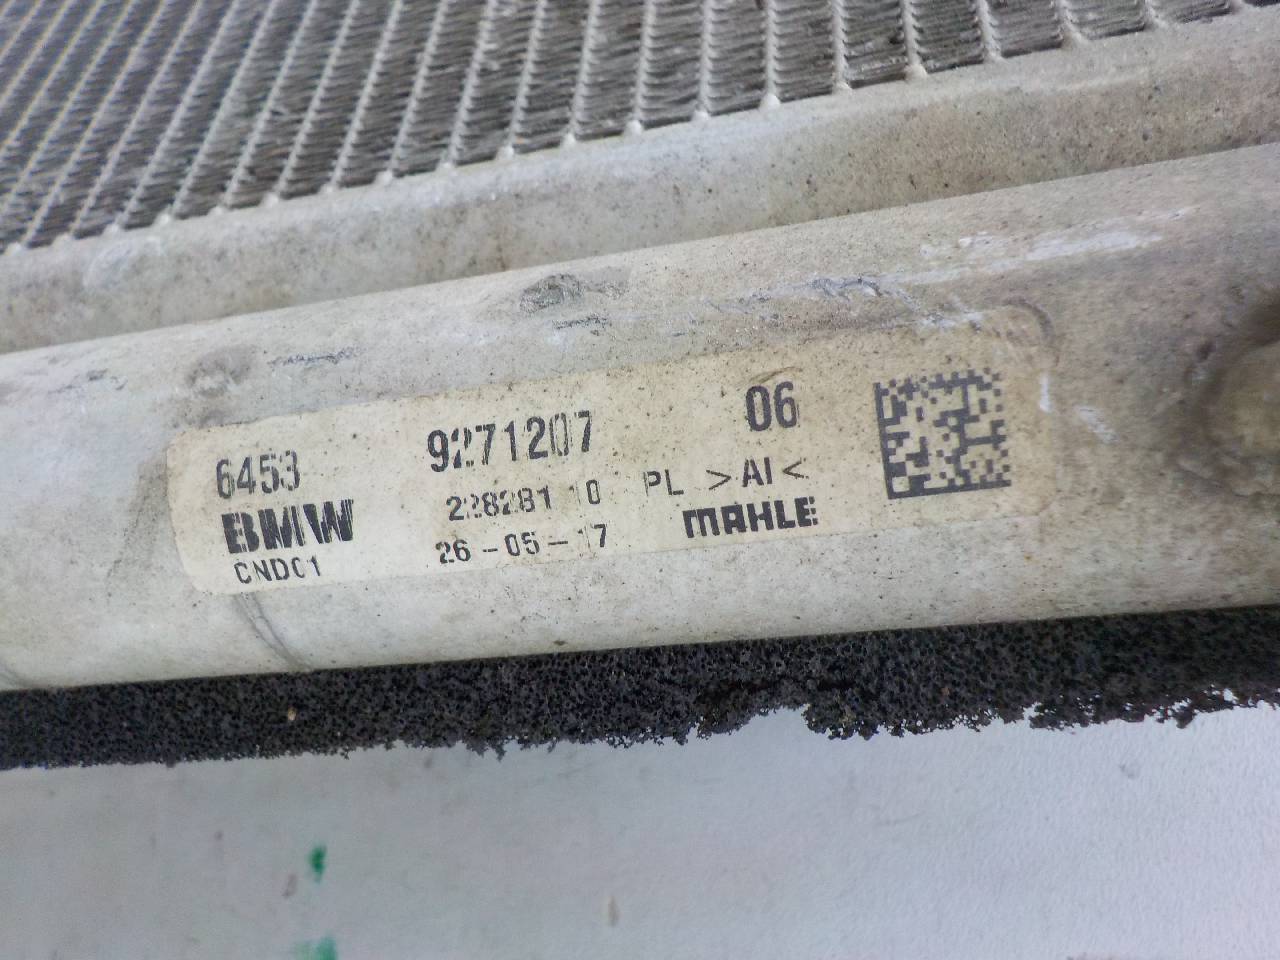 6453 9271207 06
BMW 228281 10 PL >Al<
CND01 26-05-17 MAHLE